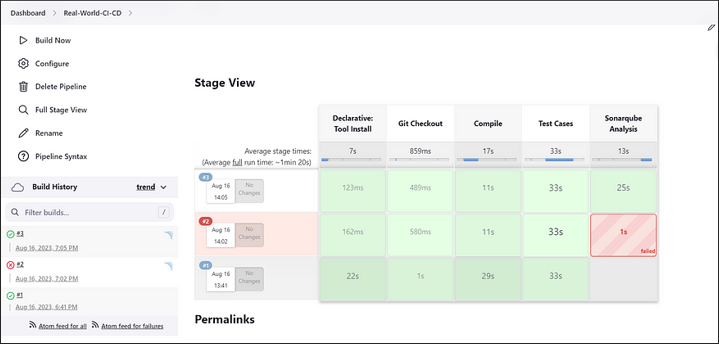 Dashboard > Real-World-CI-CD >
Build Now
Configure
Delete Pipeline
Full Stage View
Rename
Pipeline Syntax
Build History trend
Filter builds... /
#3
Aug 16, 2023, 7:05 PM
#2
Aug 16, 2023, 7:02 PM
#1
Aug 16, 2023, 6:41 PM
Atom feed for all Atom feed for failures
Stage View
Declarative: Tool Install Git Checkout Compile Test Cases Sonarqube Analysis
Average stage times: 7s 859ms 17s 33s 13s
(Average full run time: ~1min 20s)
#3
Aug 16 14:05 No Changes 123ms 489ms 11s 33s 25s
#2
Aug 16 14:02 No Changes 162ms 580ms 11s 33s 1s failed
#1
Aug 16 13:41 No Changes 22s 1s 29s 33s
Permalinks